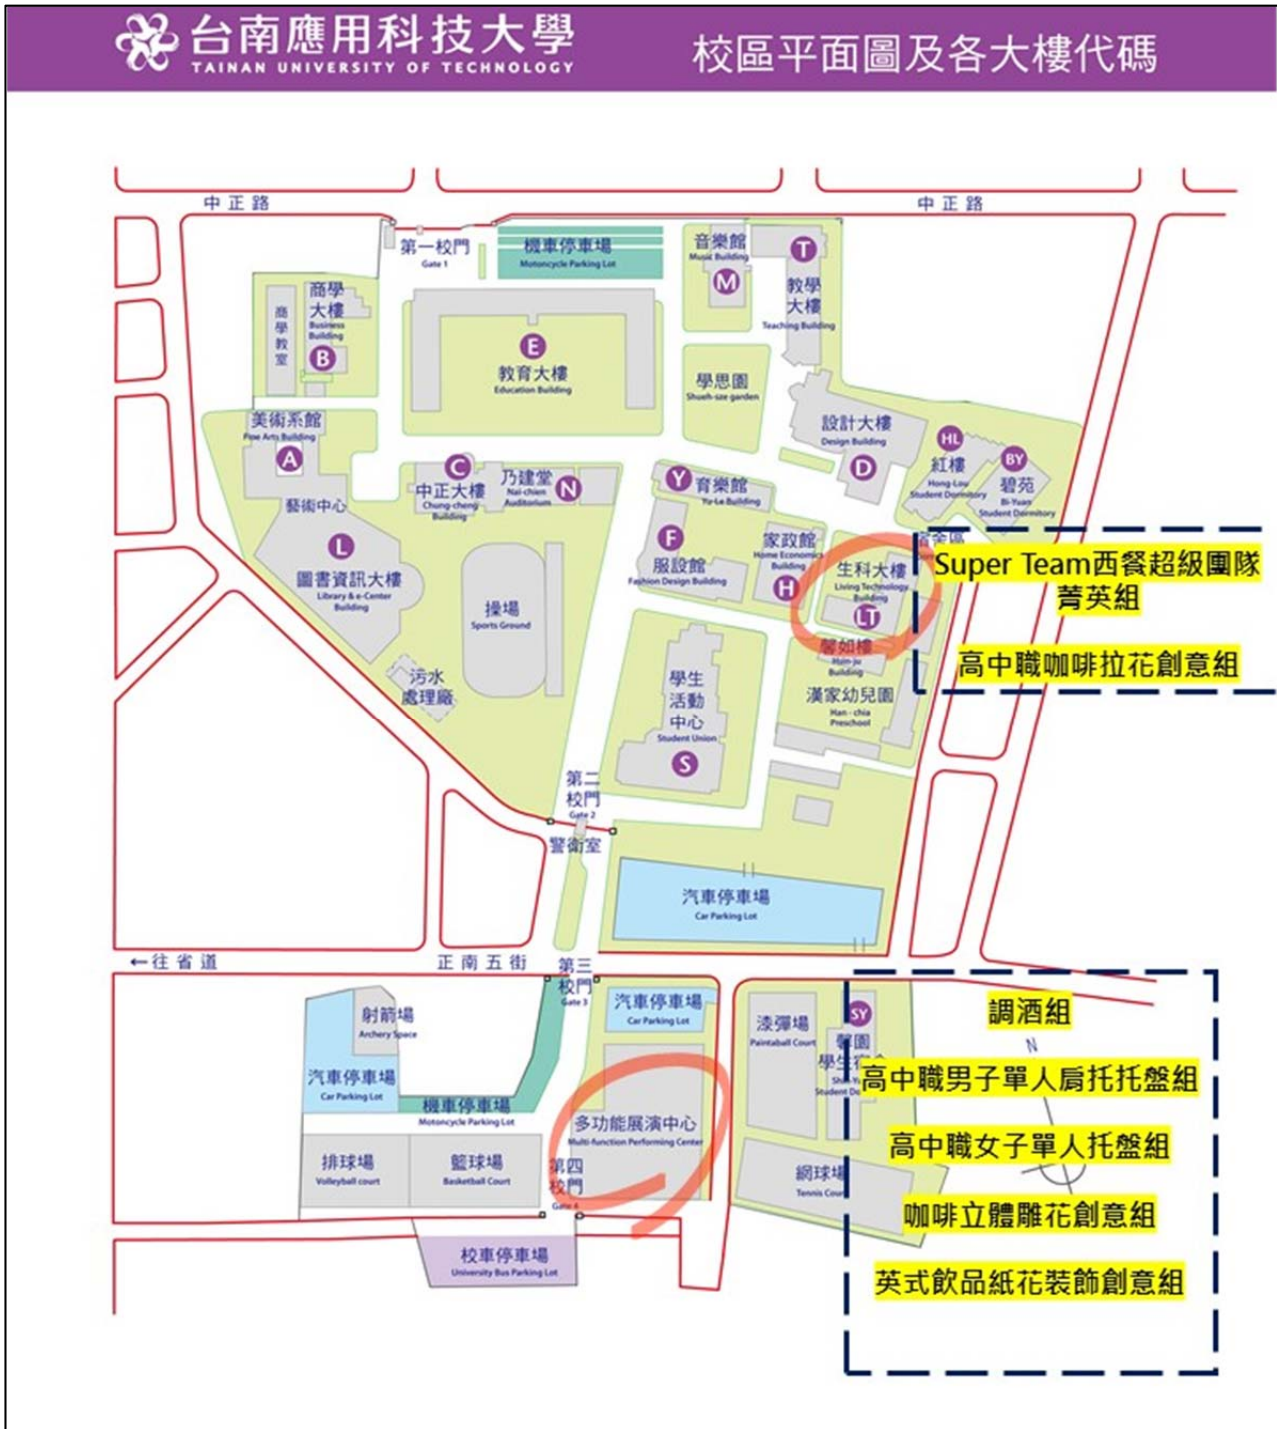 台南應用科技大學
TAINAN UNIVERSITY OF TECHNOLOGY
校區平面圖及各大樓代碼
中正路
中正路
第一校門
Gate 1
機車停車場
Motorcycle Parking Lot
音樂館
Music Building
M
T
教學
大樓
Teaching Building
商學
大樓
Business
Building
B
商學教室
E
教育大樓
Education Building
學思園
Shueh-sze garden
美術系館
Fine Arts Building
A
藝術中心
C
中正大樓
Chung-cheng
Building
乃建堂
Nai-chien
Auditorium
N
設計大樓
Design Building
D
HL
紅樓
Hong-Lou
Student Dormitory
BY
碧苑
Bi-Yuan
Student Dormitory
Y
育樂館
Yu-Le Building
L
圖書資訊大樓
Library & e-Center
Building
操場
Sports Ground
F
服設館
Fashion Design Building
家政館
Home Economics
Building
H
生科大樓
Living Technology
Building
LT
宿舍區
Super Team西餐超級團隊
菁英組
高中職咖啡拉花創意組
馨如樓
Hsin-ju
Building
漢家幼兒園
Han - chia
Preschool
污水
處理廠
學生
活動
中心
Student Union
S
第二
校門
Gate 2
警衛室
汽車停車場
Car Parking Lot
←往省道
正南五街
第三
校門
Gate 3
射箭場
Archery Space
汽車停車場
Car Parking Lot
汽車停車場
Car Parking Lot
機車停車場
Motorcycle Parking Lot
漆彈場
Paintaball Court
SY
馨園
學生宿舍
調酒組
N
高中職男子單人肩托托盤組
高中職女子單人托盤組
咖啡立體雕花創意組
英式飲品紙花裝飾創意組
多功能展演中心
Multi-function Performing Center
排球場
Volleyball court
籃球場
Basketball Court
第四
校門
Gate 4
網球場
Tennis Court
校車停車場
University Bus Parking Lot